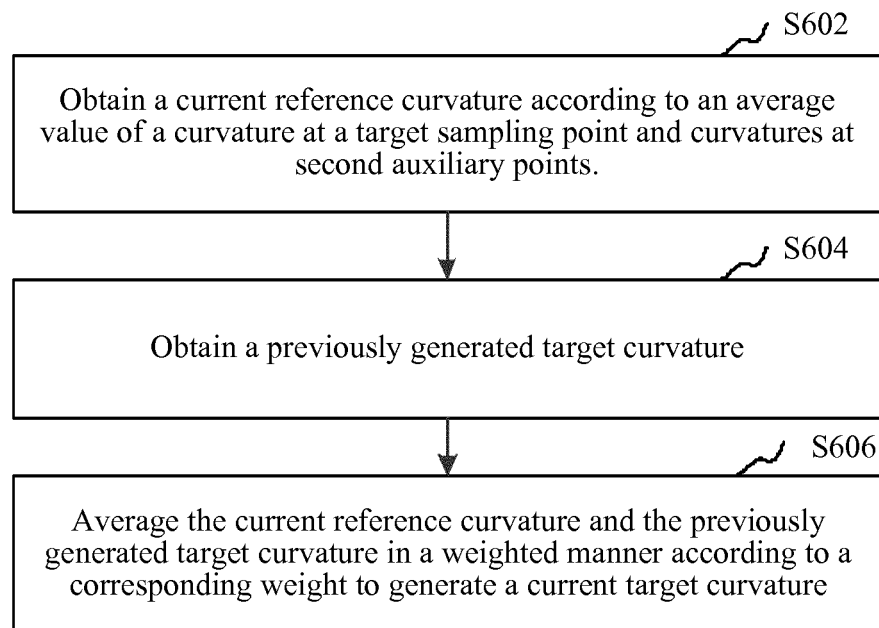 S602
Obtain a current reference curvature according to an average
value of a curvature at a target sampling point and curvatures at
second auxiliary points.
S604
Obtain a previously generated target curvature
S606
Average the current reference curvature and the previously
generated target curvature in a weighted manner according to a
corresponding weight to generate a current target curvature